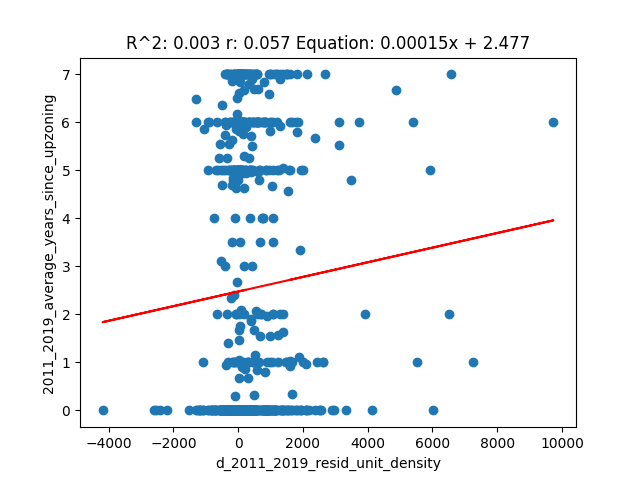 R^2: 0.003 r: 0.057 Equation: 0.00015x + 2.477
2011_2019_average_years_since_upzoning
7
6
5
4
3
2
1
0
−4000 −2000 0 2000 4000 6000 8000 10000
d_2011_2019_resid_unit_density